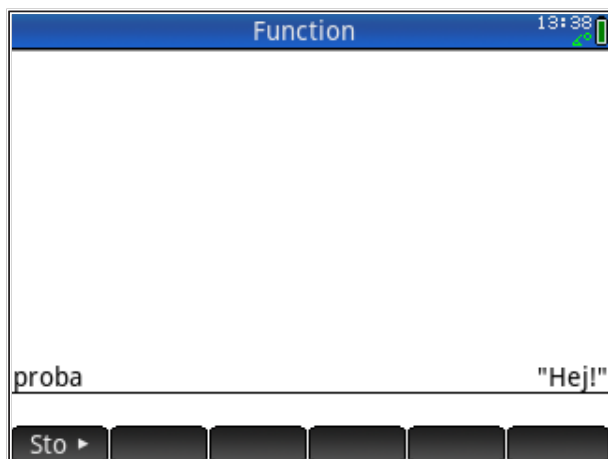 Function
13:38
proba
"Hej!"
Sto ►